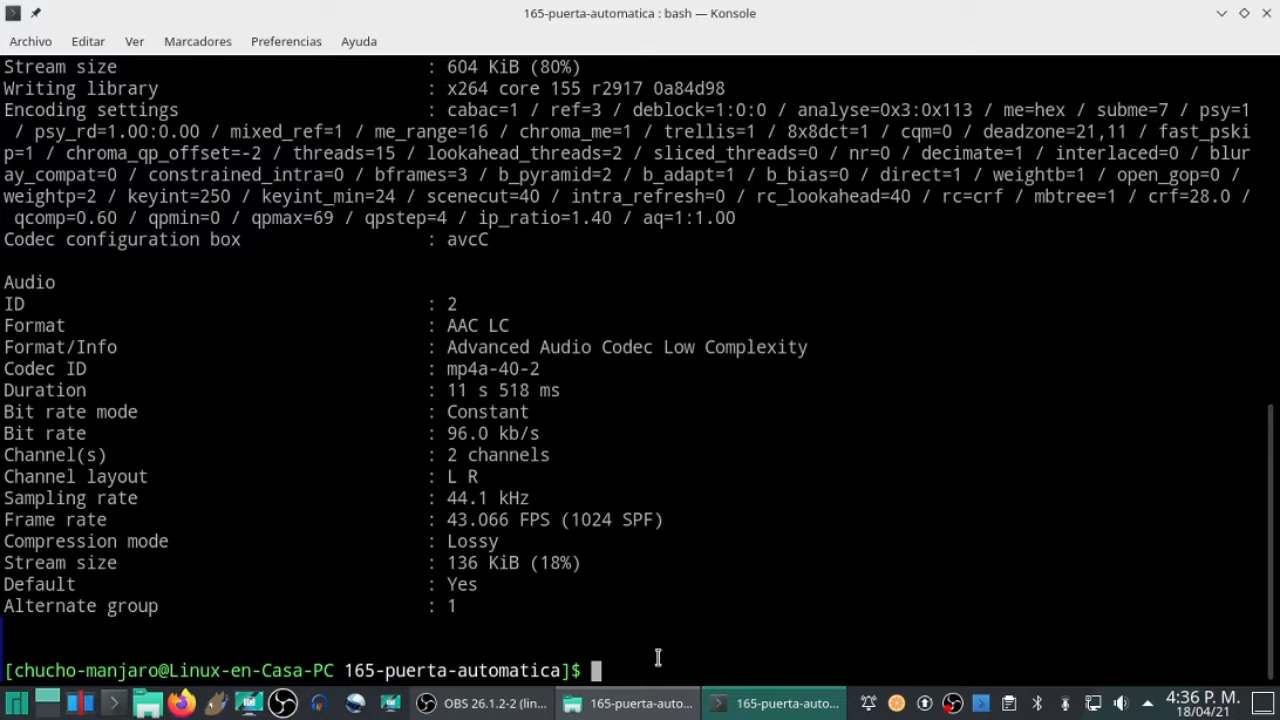 165-puerta-automatica : bash — Konsole
Archivo Editar Ver Marcadores Preferencias Ayuda
Stream size : 604 KiB (80%)
Writing library : x264 core 155 r2917 0a84d98
Encoding settings : cabac=1 / ref=3 / deblock=1:0:0 / analyse=0x3:0x113 / me=hex / subme=7 / psy=1
/ psy_rd=1.00:0.00 / mixed_ref=1 / me_range=16 / chroma_me=1 / trellis=1 / 8x8dct=1 / cqm=0 / deadzone=21,11 / fast_pski
p=1 / chroma_qp_offset=-2 / threads=15 / lookahead_threads=2 / sliced_threads=0 / nr=0 / decimate=1 / interlaced=0 / blur
ay_compat=0 / constrained_intra=0 / bframes=3 / b_pyramid=2 / b_adapt=1 / b_bias=0 / direct=1 / weightb=1 / open_gop=0 /
weightp=2 / keyint=250 / keyint_min=24 / scenecut=40 / intra_refresh=0 / rc_lookahead=40 / rc=crf / mbtree=1 / crf=28.0 /
qcomp=0.60 / qpmin=0 / qpmax=69 / qpstep=4 / ip_ratio=1.40 / aq=1:1.00
Codec configuration box : avcC
Audio
ID : 2
Format : AAC LC
Format/Info : Advanced Audio Codec Low Complexity
Codec ID : mp4a-40-2
Duration : 11 s 518 ms
Bit rate mode : Constant
Bit rate : 96.0 kb/s
Channel(s) : 2 channels
Channel layout : L R
Sampling rate : 44.1 kHz
Frame rate : 43.066 FPS (1024 SPF)
Compression mode : Lossy
Stream size : 136 KiB (18%)
Default : Yes
Alternate group : 1
[chucho-manjaro@Linux-en-Casa-PC 165-puerta-automatica]$
OBS 26.1.2-2 (lin... 165-puerta-auto... 165-puerta-auto... 4:36 P. M.
18/04/21